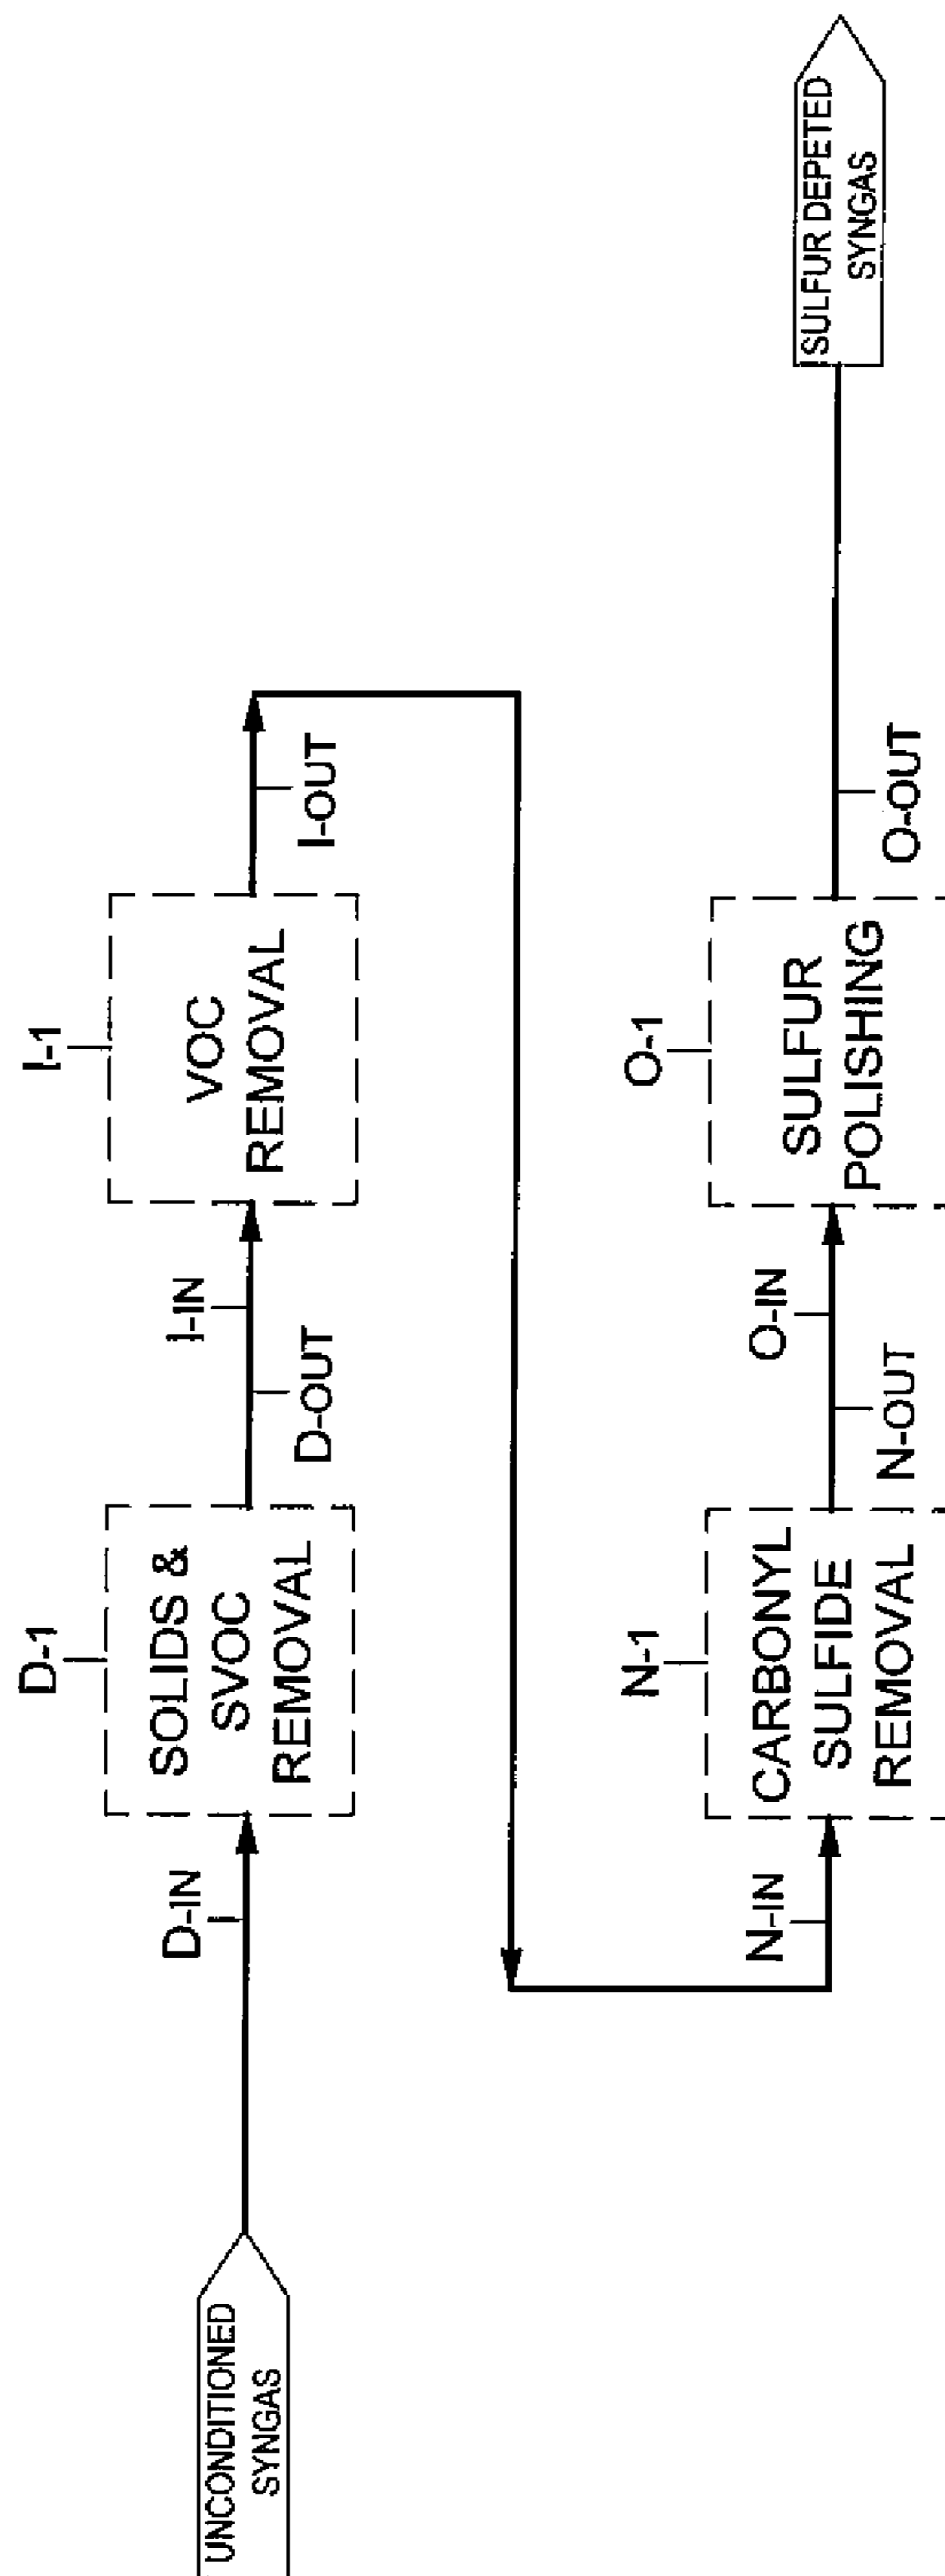 UNCONDITIONED
SYNGAS
D-IN
D-1
SOLIDS &
SVOC
REMOVAL
D-OUT
I-IN
I-1
VOC
REMOVAL
I-OUT
N-IN
N-1
CARBONYL
SULFIDE
REMOVAL
N-OUT
O-IN
O-1
SULFUR
POLISHING
O-OUT
SULFUR DEPETED
SYNGAS